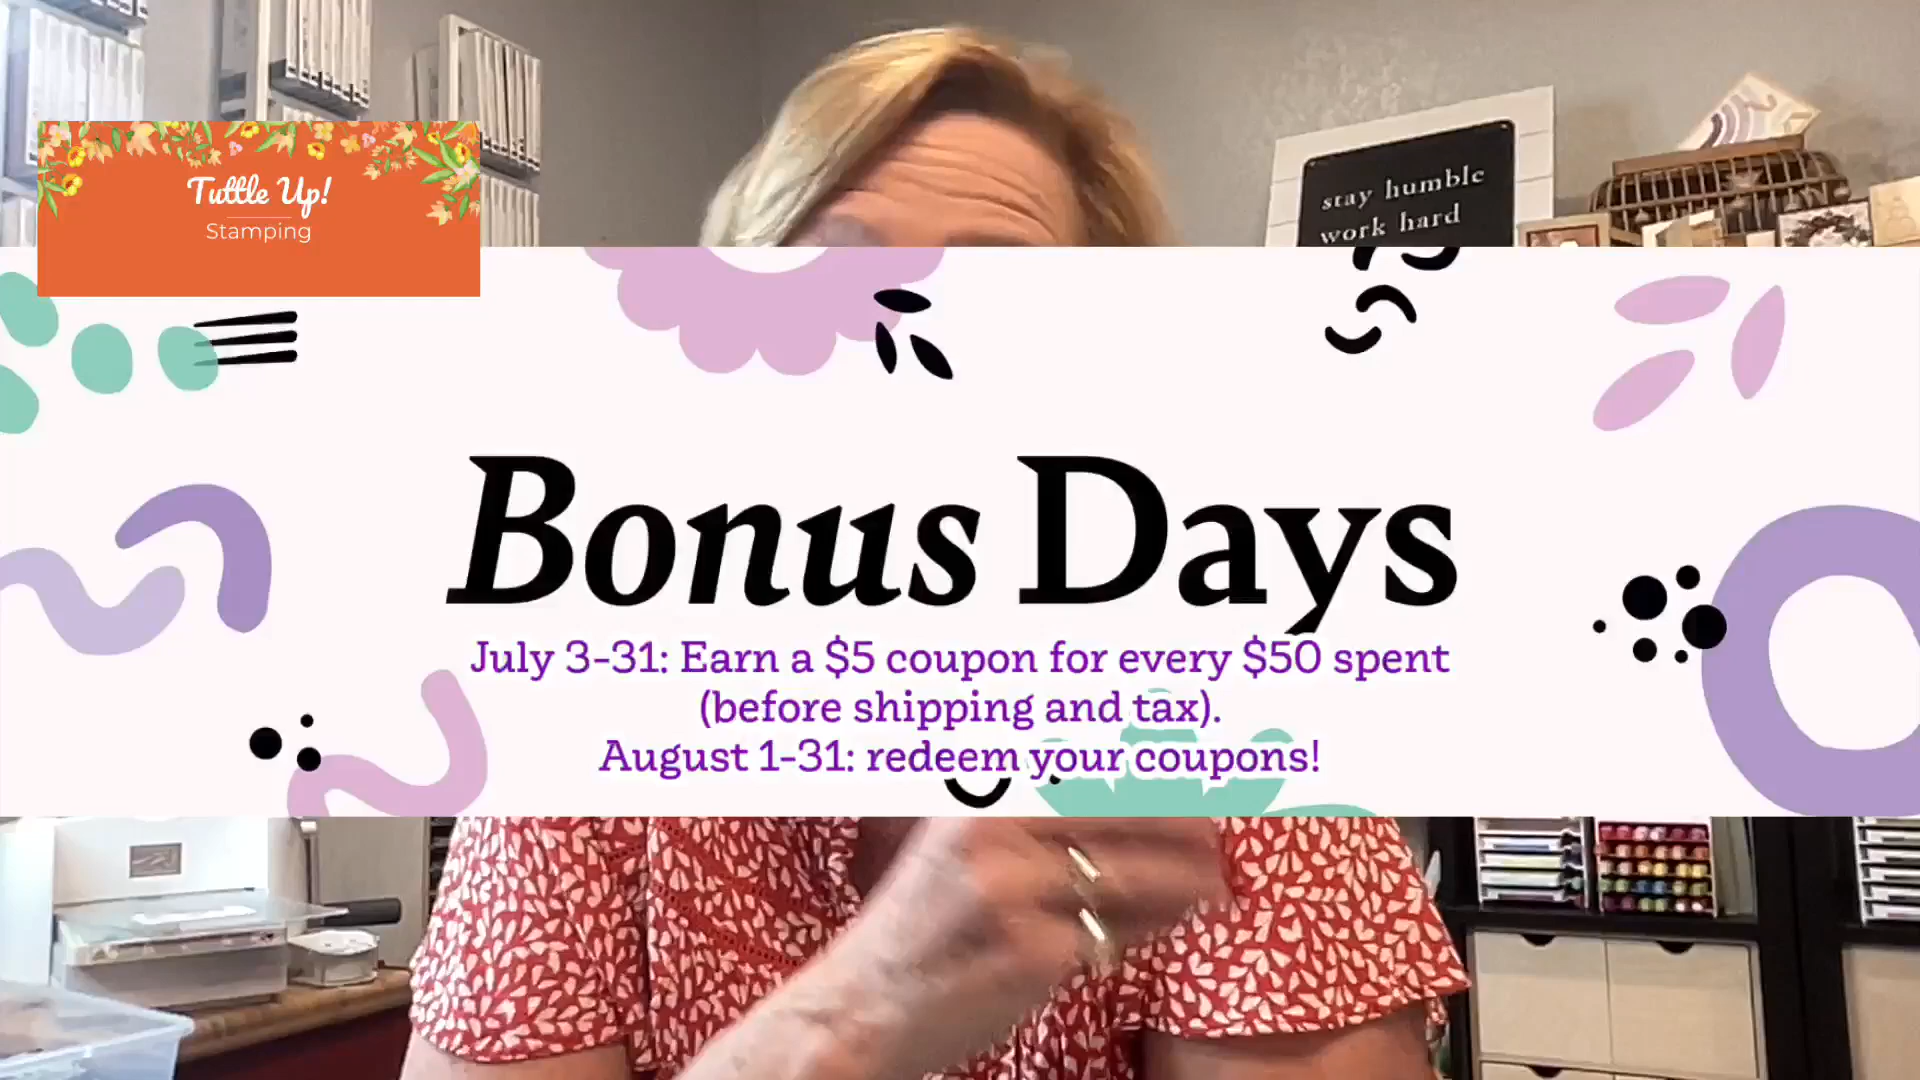 Tuttle Up!
Stamping
stay humble
work hard
Bonus Days
July 3-31: Earn a $5 coupon for every $50 spent
(before shipping and tax).
August 1-31: redeem your coupons!